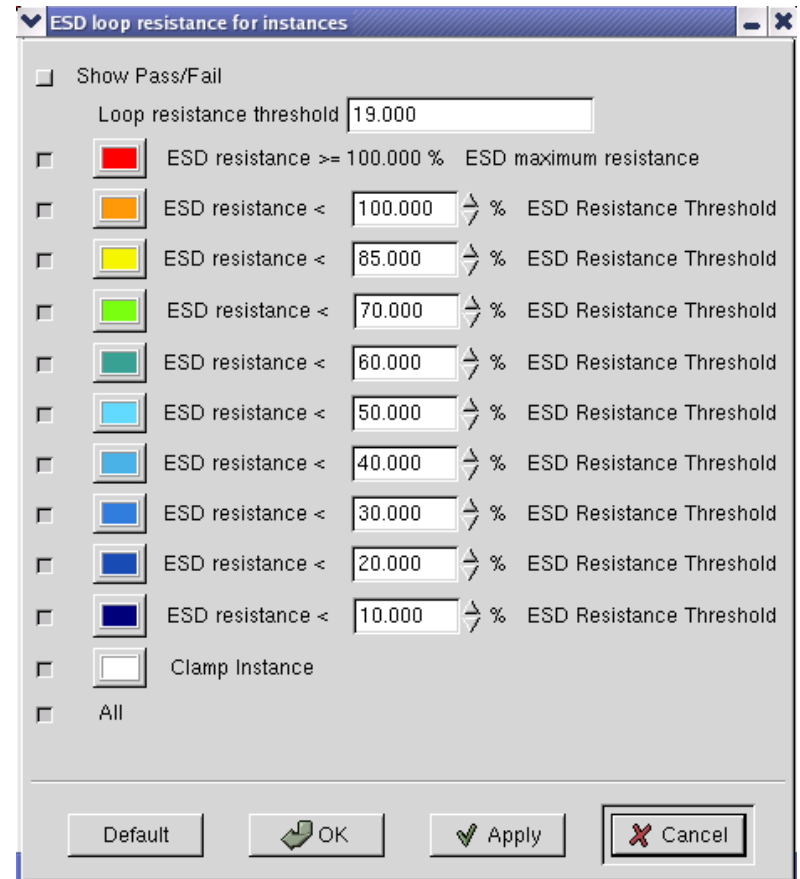 ESD loop resistance for instances
Show Pass/Fail
Loop resistance threshold 19.000
ESD resistance >= 100.000 % ESD maximum resistance
ESD resistance < 100.000 % ESD Resistance Threshold
ESD resistance < 85.000 % ESD Resistance Threshold
ESD resistance < 70.000 % ESD Resistance Threshold
ESD resistance < 60.000 % ESD Resistance Threshold
ESD resistance < 50.000 % ESD Resistance Threshold
ESD resistance < 40.000 % ESD Resistance Threshold
ESD resistance < 30.000 % ESD Resistance Threshold
ESD resistance < 20.000 % ESD Resistance Threshold
ESD resistance < 10.000 % ESD Resistance Threshold
Clamp Instance
All
Default OK Apply Cancel